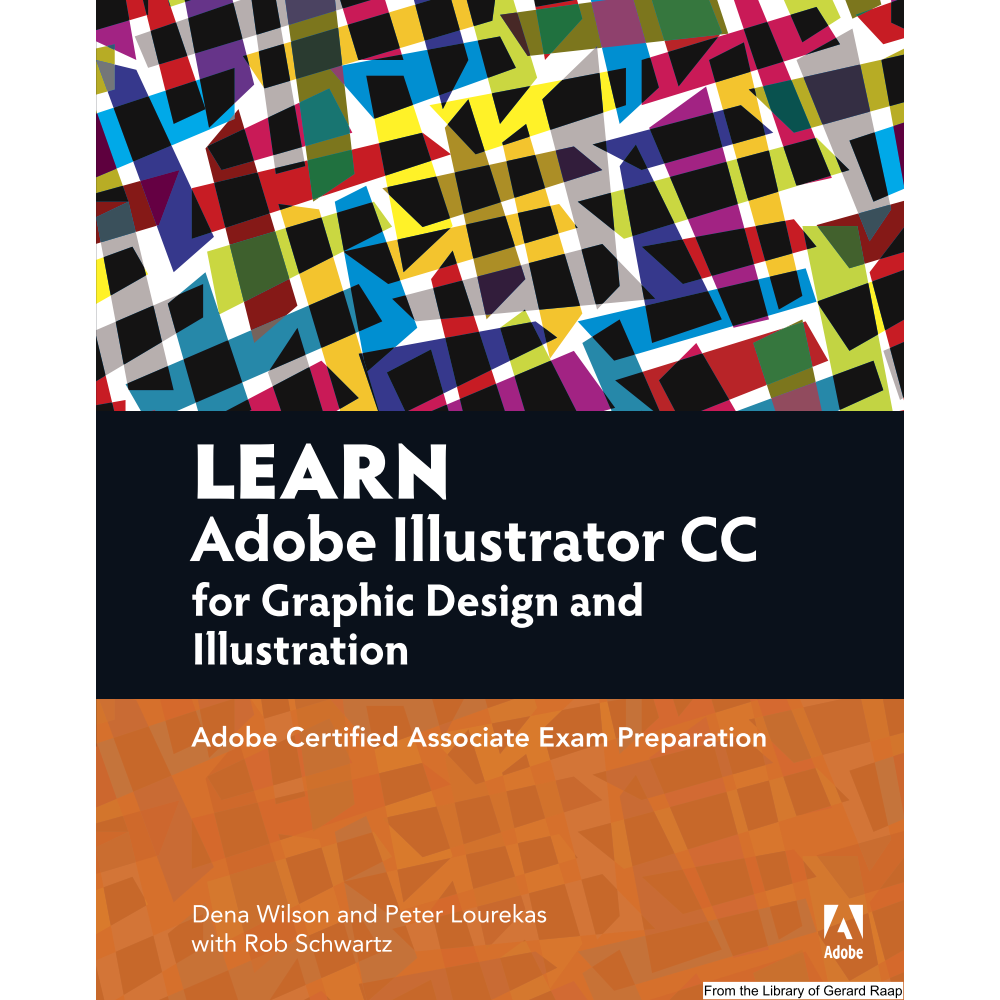 LEARN
Adobe Illustrator CC
for Graphic Design and
Illustration
Adobe Certified Associate Exam Preparation
Dena Wilson and Peter Lourekas
with Rob Schwartz
Adobe
From the Library of Gerard Raap